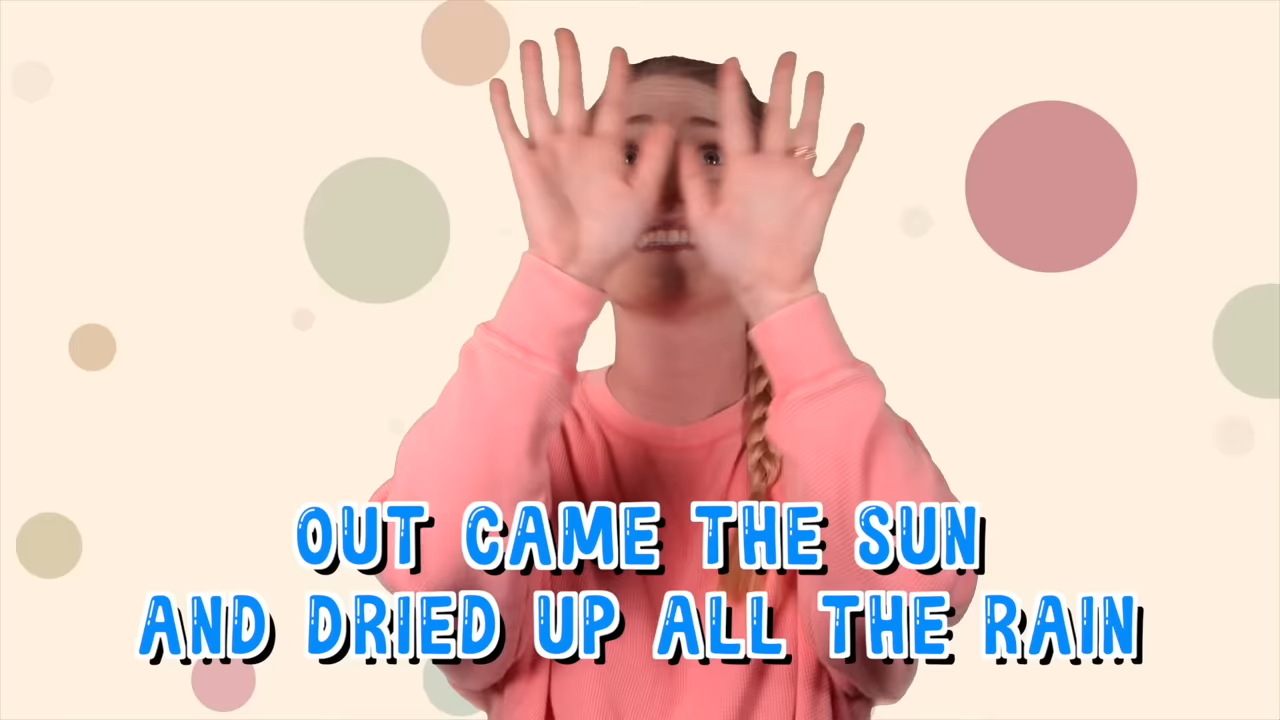 OUT CAME THE SUN
AND DRIED UP ALL THE RAIN